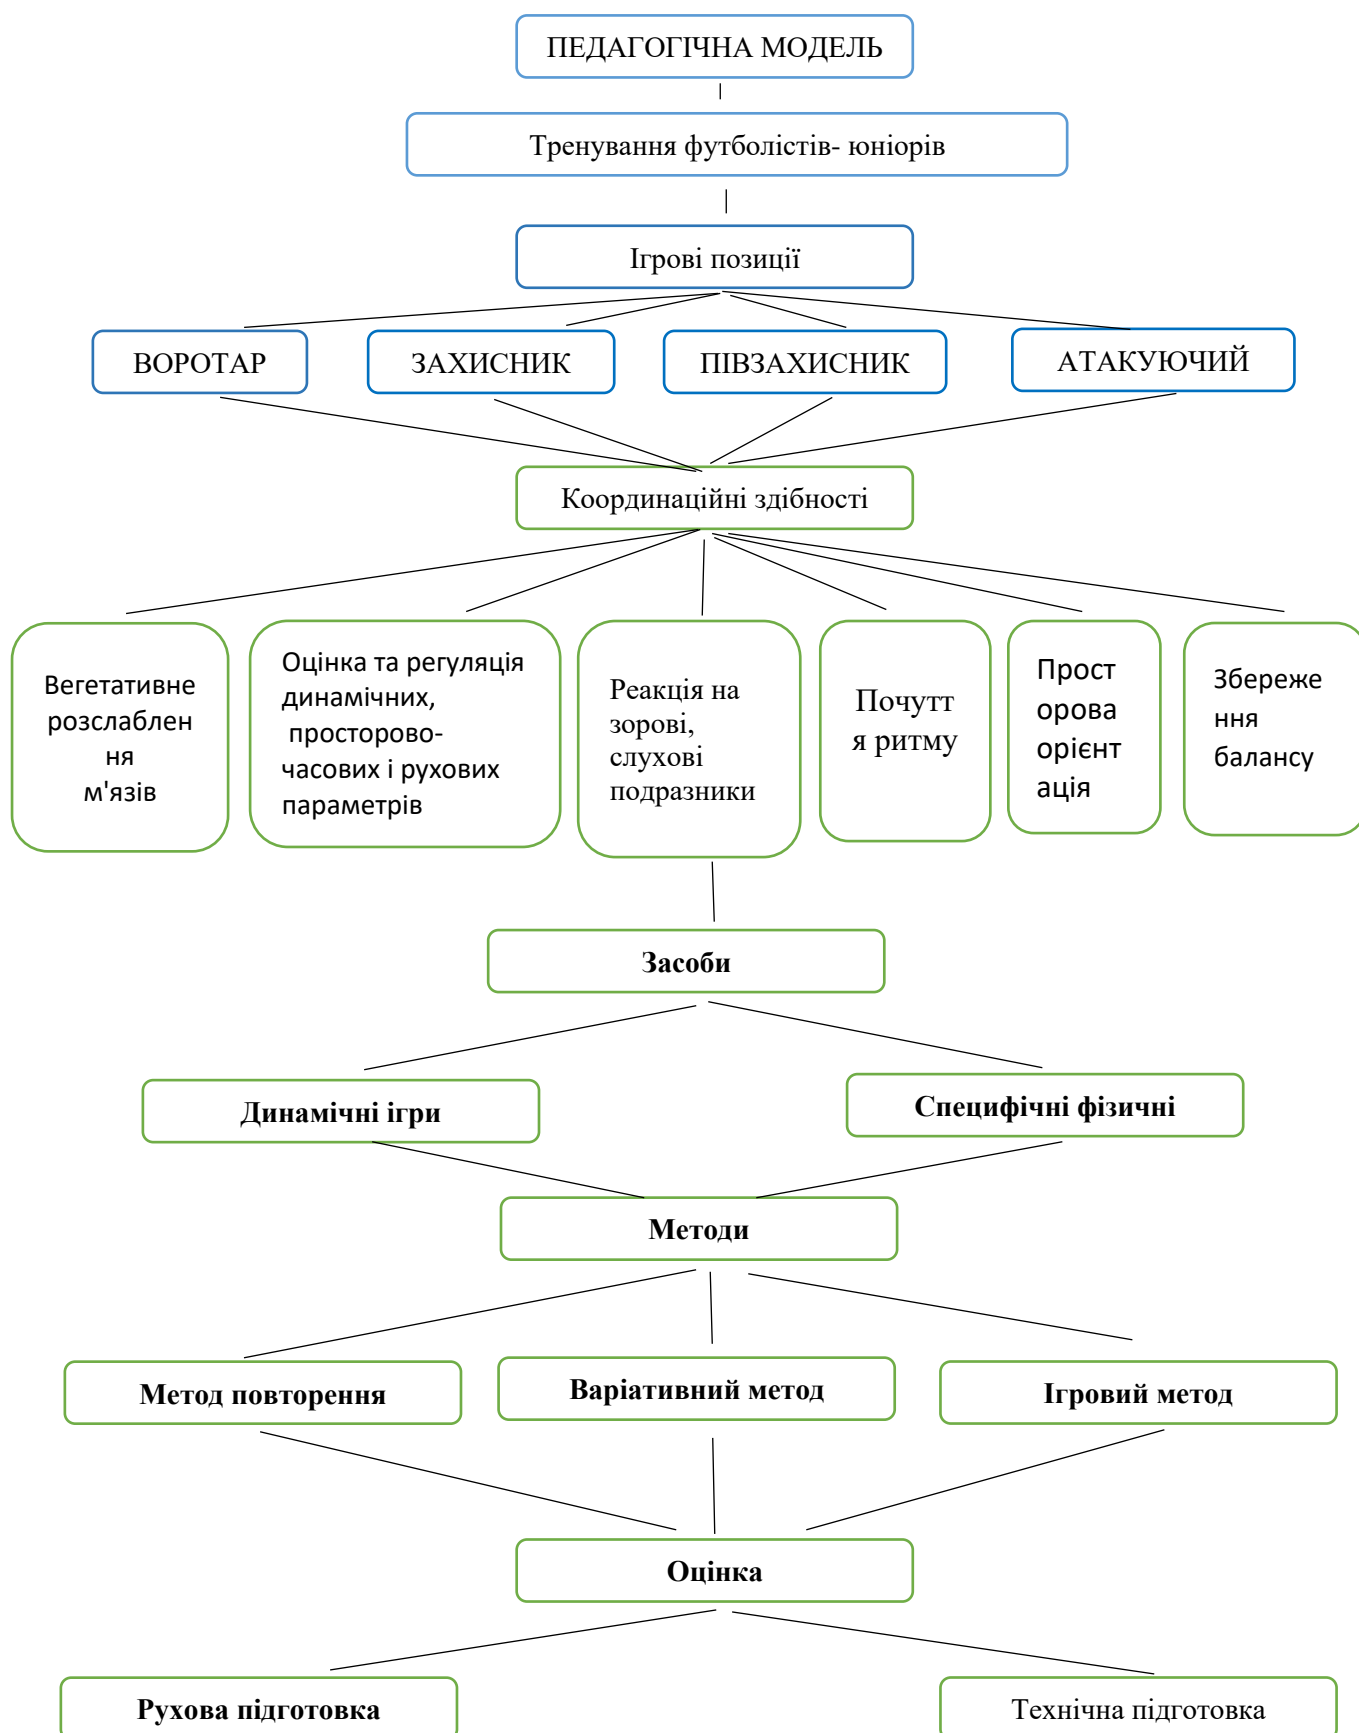 ПЕДАГОГІЧНА МОДЕЛЬ
Тренування футболістів- юніорів
Ігрові позиції
ВОРОТАР
ЗАХИСНИК
ПІВЗАХИСНИК
АТАКУЮЧИЙ
Координаційні здібності
Вегетативне
розслаблен
ня
м'язів
Оцінка та регуляція
динамічних,
просторово-
часових і рухових
параметрів
Реакція на
зорові,
слухові
подразники
Почутт
я ритму
Прост
орова
орієнт
ація
Збереже
ння
балансу
Засоби
Динамічні ігри
Специфічні фізичні
Методи
Метод повторення
Варіативний метод
Ігровий метод
Оцінка
Рухова підготовка
Технічна підготовка